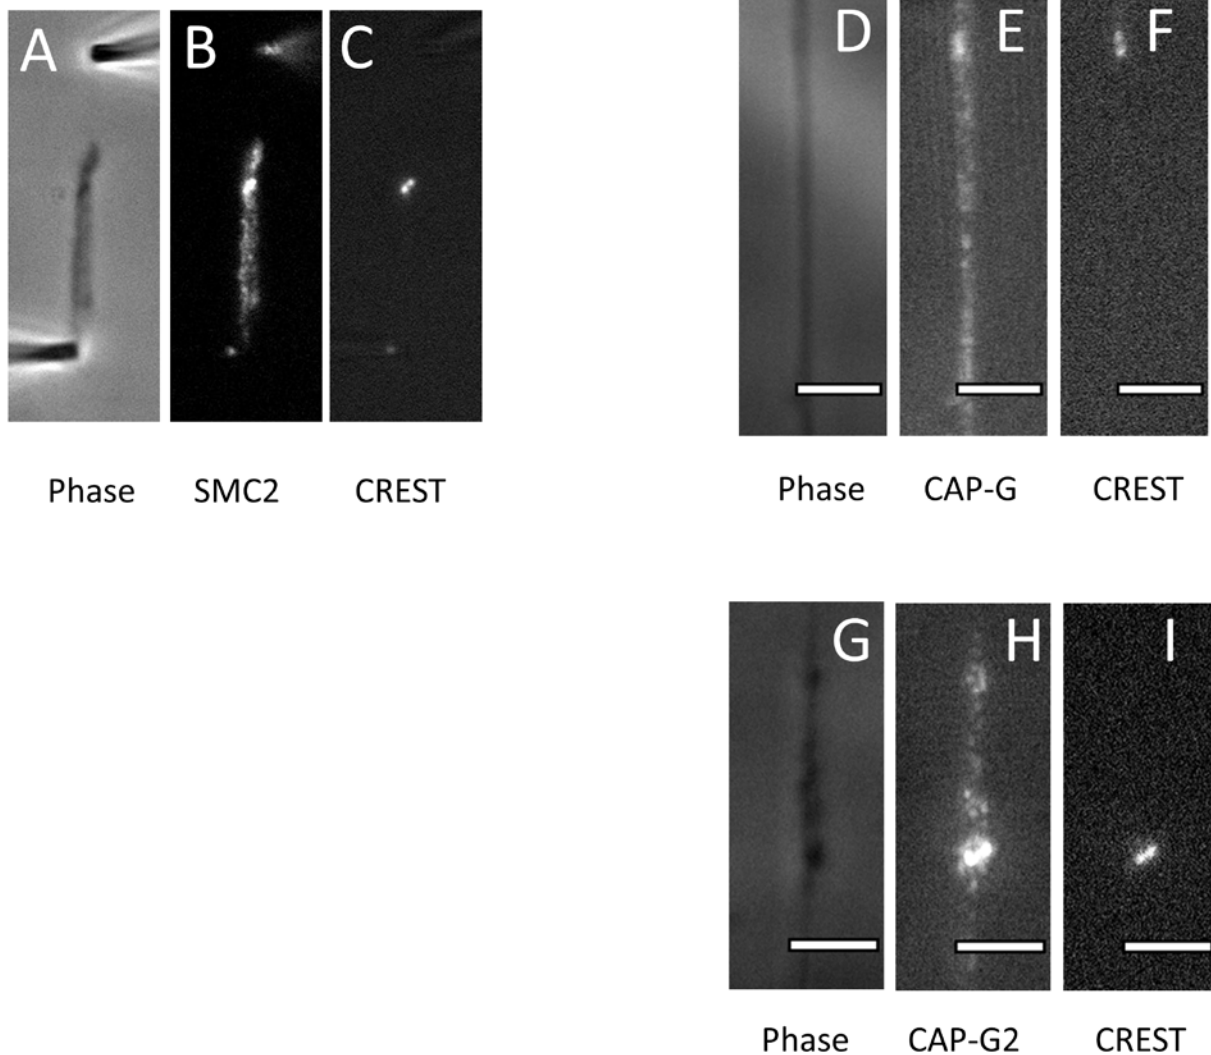 A B C
D E F
Phase SMC2 CREST
Phase CAP-G CREST
G H I
Phase CAP-G2 CREST